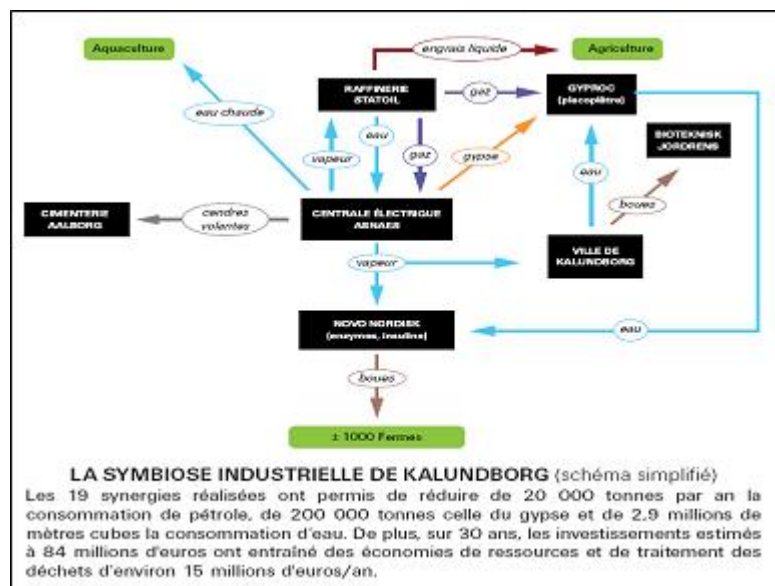 Aquaculture
engrais liquide
Agriculture
RAFFINERIE
STATOIL
gaz
GYPROC
(placoplâtre)
BIOTEKNISK
JORDRENS
eau chaude
vapeur
eau
gaz
gypse
eau
boues
CIMENTERIE
AALBORG
cendres
volantes
CENTRALE ÉLECTRIQUE
ASNAES
VILLE DE
KALUNDBORG
vapeur
NOVO NORDISK
(enzymes, insuline)
eau
boues
± 1000 Fermes
LA SYMBIOSE INDUSTRIELLE DE KALUNDBORG (schéma simplifié)
Les 19 synergies réalisées ont permis de réduire de 20 000 tonnes par an la
consommation de pétrole, de 200 000 tonnes celle du gypse et de 2,9 millions de
mètres cubes la consommation d'eau. De plus, sur 30 ans, les investissements estimés
à 84 millions d'euros ont entraîné des économies de ressources et de traitement des
déchets d'environ 15 millions d'euros/an.